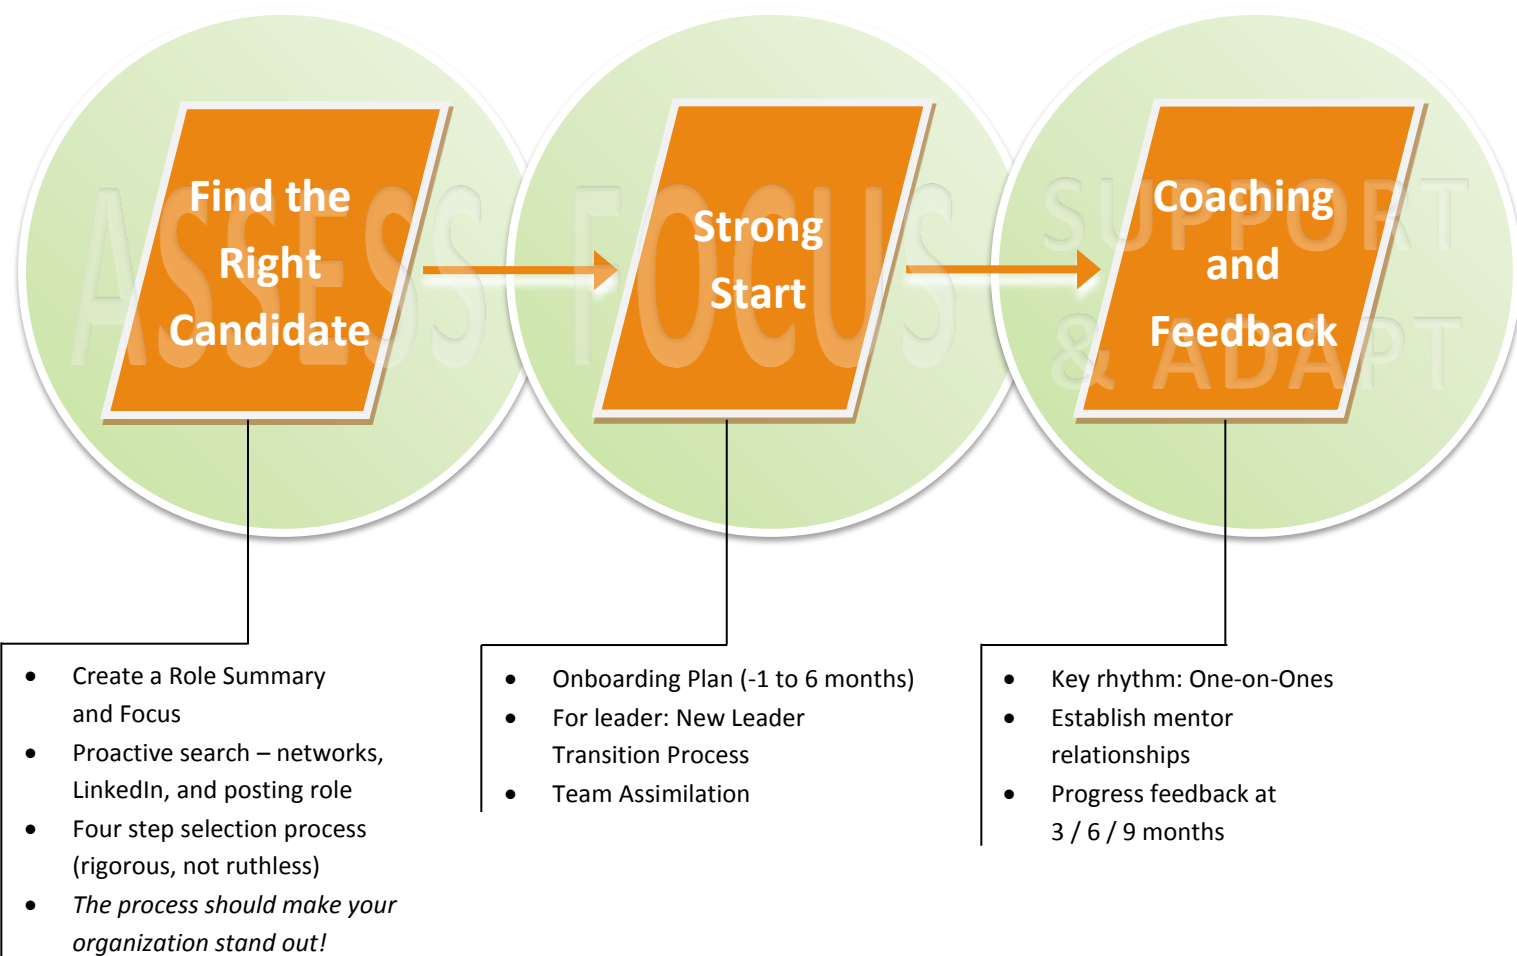 ASSESS
Find the
Right
Candidate
FOCUS
Strong
Start
SUPPORT
& ADAPT
Coaching
and
Feedback
• Create a Role Summary
and Focus
• Proactive search – networks,
LinkedIn, and posting role
• Four step selection process
(rigorous, not ruthless)
• The process should make your
organization stand out!
• Onboarding Plan (-1 to 6 months)
• For leader: New Leader
Transition Process
• Team Assimilation
• Key rhythm: One-on-Ones
• Establish mentor
relationships
• Progress feedback at
3 / 6 / 9 months